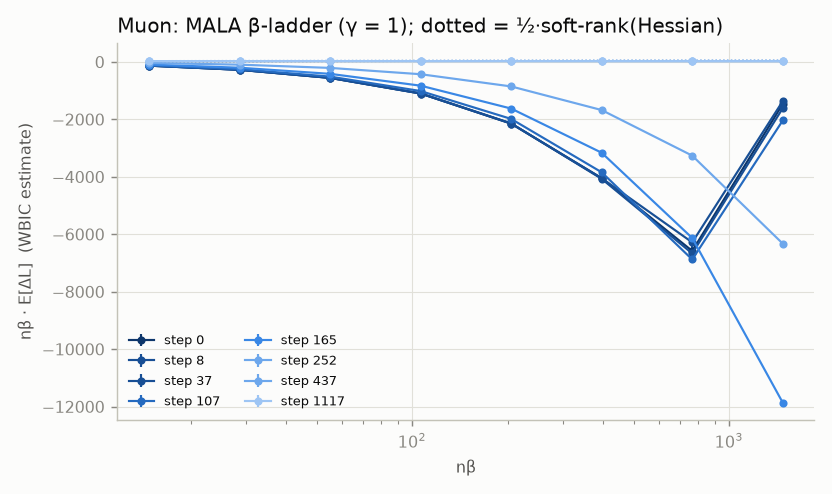 Muon: MALA β-ladder (γ = 1); dotted = ½·soft-rank(Hessian)
nβ · E[ΔL]  (WBIC estimate)
0
−2000
−4000
−6000
−8000
−10000
−12000
step 0
step 8
step 37
step 107
step 165
step 252
step 437
step 1117
10²
10³
nβ